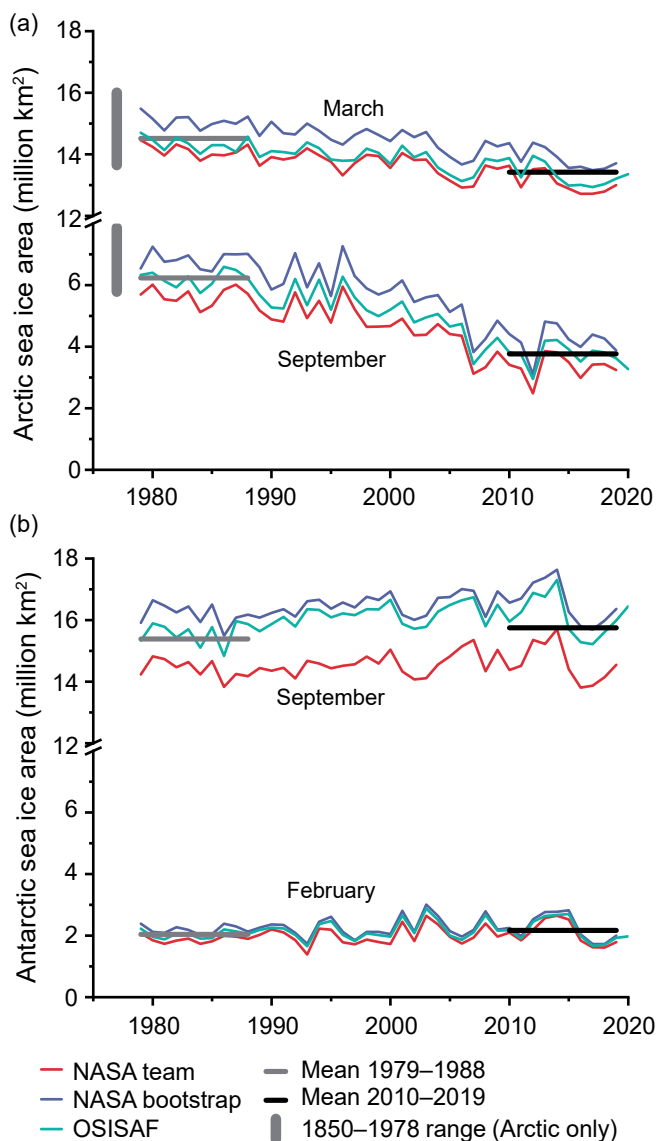 (a)
Arctic sea ice area (million km²)
18
16
14
12
6
4
2
0
March
September
1980
1990
2000
2010
2020
(b)
Antarctic sea ice area (million km²)
18
16
14
12
6
4
2
0
September
February
1980
1990
2000
2010
2020
NASA team
NASA bootstrap
OSISAF
Mean 1979–1988
Mean 2010–2019
1850–1978 range (Arctic only)